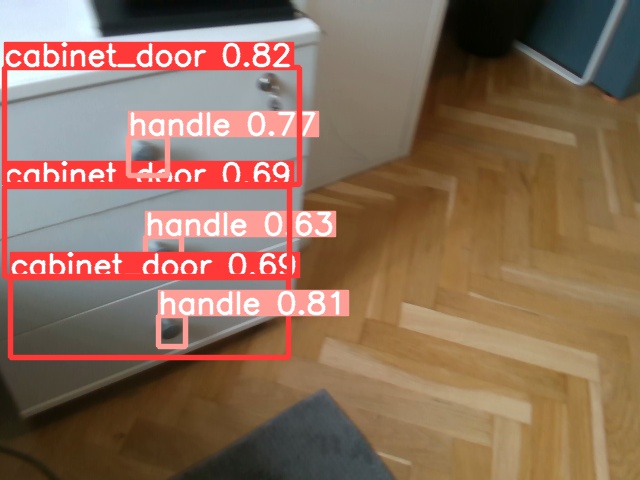 cabinet_door 0.82
handle 0.77
cabinet_door 0.69
handle 0.63
cabinet_door 0.69
handle 0.81